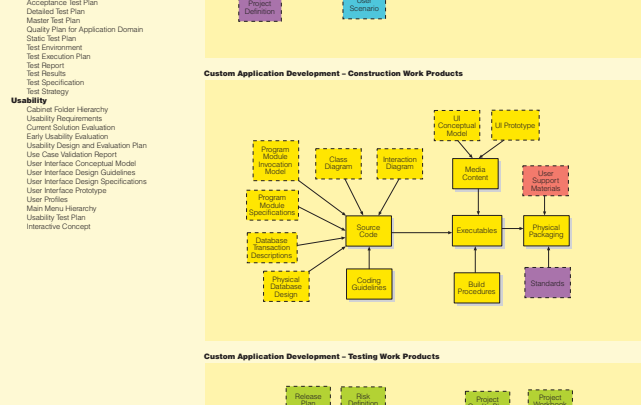 Acceptance Test Plan
Detailed Test Plan
Master Test Plan
Quality Plan for Application Domain
Static Test Plan
Test Environment
Test Execution Plan
Test Report
Test Results
Test Specification
Test Strategy
Usability
Cabinet Folder Hierarchy
Usability Requirements
Current Solution Evaluation
Early Usability Evaluation
Usability Design and Evaluation Plan
Use Case Validation Report
User Interface Conceptual Model
User Interface Design Guidelines
User Interface Design Specifications
User Interface Prototype
User Profiles
Main Menu Hierarchy
Usability Test Plan
Interactive Concept
Project
Definition
User
Scenario
Custom Application Development – Construction Work Products
UI
Conceptual
Model
UI Prototype
Program
Module
Invocation
Model
Class
Diagram
Interaction
Diagram
Media
Content
User
Support
Materials
Program
Module
Specifications
Source
Code
Executables
Physical
Packaging
Database
Transaction
Descriptions
Physical
Database
Design
Coding
Guidelines
Build
Procedures
Standards
Custom Application Development – Testing Work Products
Release
Plan
Risk
Definition
Project
Project
Workbook